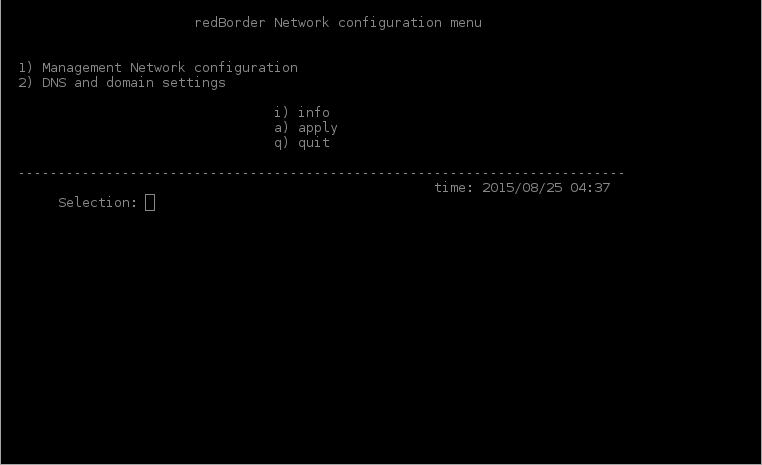 redBorder Network configuration menu
1) Management Network configuration
2) DNS and domain settings
i) info
a) apply
q) quit
----------------------------------------------------------------------------
time: 2015/08/25 04:37
Selection: